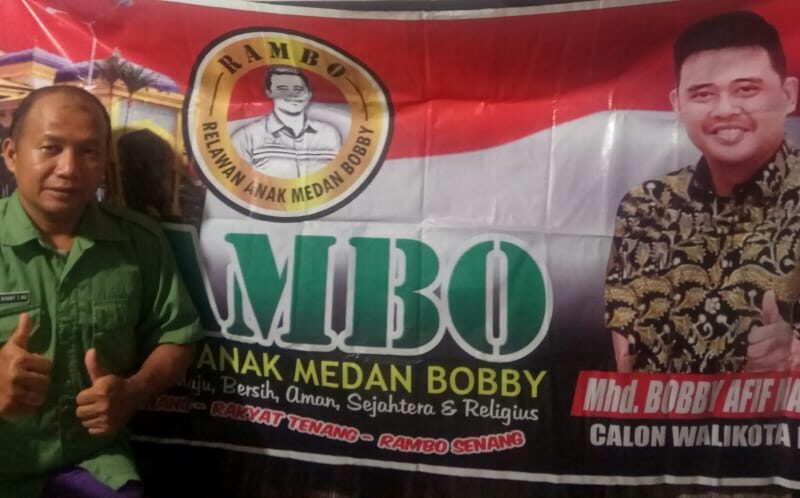 RAMBO
RELAWAN ANAK MEDAN BOBBY
AMBO
ANAK MEDAN BOBBY
Maju, Bersih, Aman, Sejahtera & Religius
RAKYAT TENANG - RAMBO SENANG
Mhd. BOBBY AFIF NA
CALON WALIKOTA